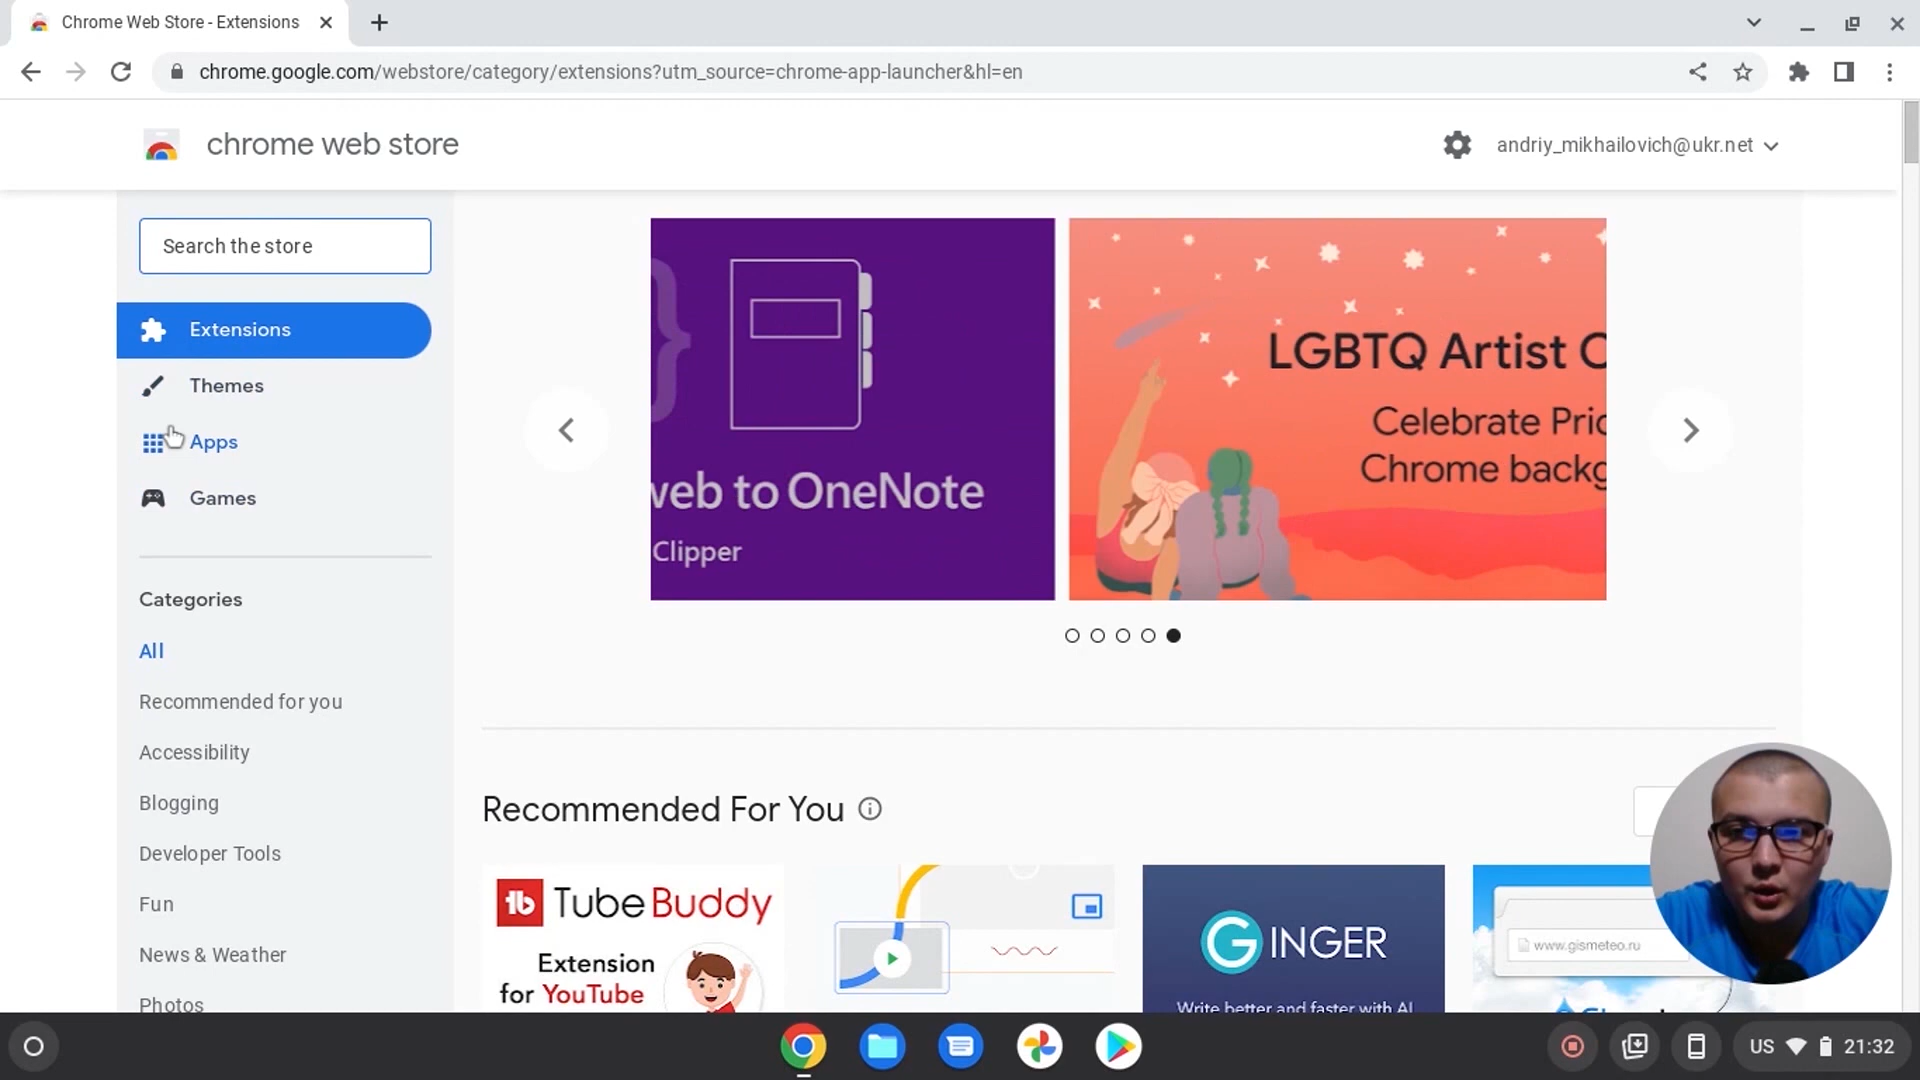 Chrome Web Store - Extensions
chrome.google.com/webstore/category/extensions?utm_source=chrome-app-launcher&hl=en
chrome web store
andriy_mikhailovich@ukr.net
Search the store
Extensions
Themes
Apps
Games
Categories
All
Recommended for you
Accessibility
Blogging
Developer Tools
Fun
News & Weather
Photos
web to OneNote
Clipper
LGBTQ Artist C
Celebrate Pric
Chrome backg
Recommended For You
TubeBuddy
Extension
for YouTube
GINGER
Write better and faster with AI
www.gismeteo.ru
US
21:32